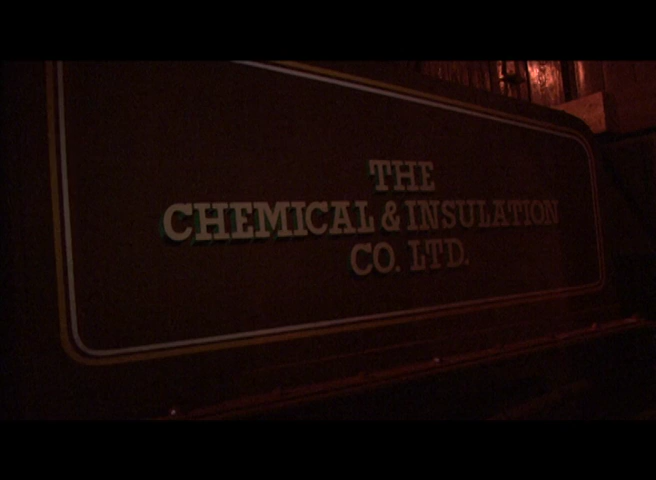 THE
CHEMICAL & INSULATION
CO. LTD.